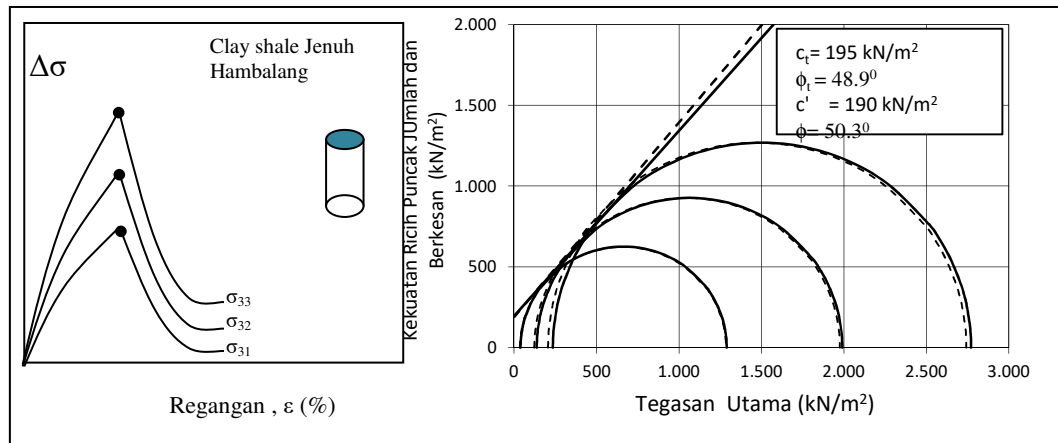 Δσ
Clay shale Jenuh
Hambalang
σ33
σ32
σ31
Regangan , ε (%)
Kekuatan Ricih Puncak JUmlah dan
Berkesan (kN/m²)
2.000
1.500
1.000
500
0
ct= 195 kN/m²
ϕt = 48.9⁰
c' = 190 kN/m²
ϕ= 50.3⁰
0 500 1.000 1.500 2.000 2.500 3.000
Tegasan Utama (kN/m²)